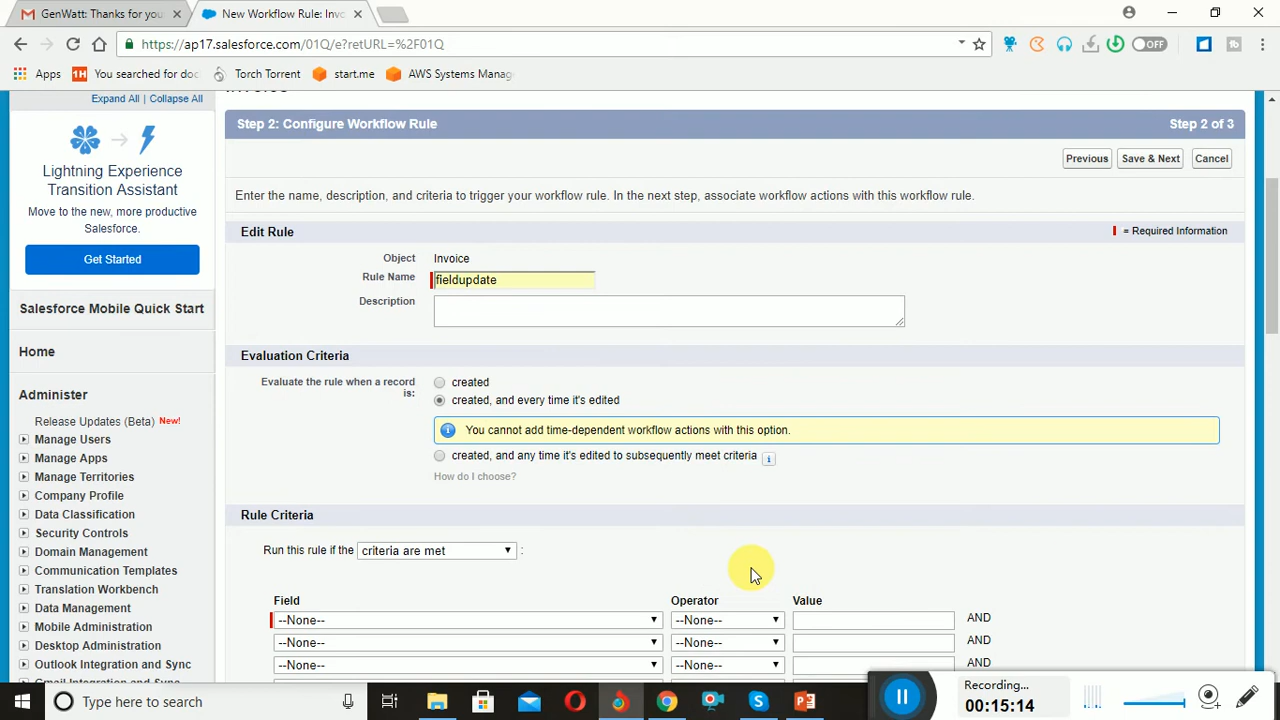 GenWatt: Thanks for your
New Workflow Rule: Invo
https://ap17.salesforce.com/01Q/e?retURL=%2F01Q
OFF
Apps
You searched for doc
Torch Torrent
start.me
AWS Systems Manag
Expand All | Collapse All
Lightning Experience
Transition Assistant
Move to the new, more productive
Salesforce.
Get Started
Salesforce Mobile Quick Start
Home
Administer
Release Updates (Beta) New!
Manage Users
Manage Apps
Manage Territories
Company Profile
Data Classification
Security Controls
Domain Management
Communication Templates
Translation Workbench
Data Management
Mobile Administration
Desktop Administration
Outlook Integration and Sync
Gmail Integration and Sync
Step 2: Configure Workflow Rule
Step 2 of 3
Previous
Save & Next
Cancel
Enter the name, description, and criteria to trigger your workflow rule. In the next step, associate workflow actions with this workflow rule.
Edit Rule
= Required Information
Object Invoice
Rule Name fieldupdate
Description
Evaluation Criteria
Evaluate the rule when a record
is:
created
created, and every time it's edited
You cannot add time-dependent workflow actions with this option.
created, and any time it's edited to subsequently meet criteria
How do I choose?
Rule Criteria
Run this rule if the criteria are met :
Field Operator Value
--None-- --None-- AND
--None-- --None-- AND
--None-- --None-- AND
Type here to search
Recording...
00:15:14